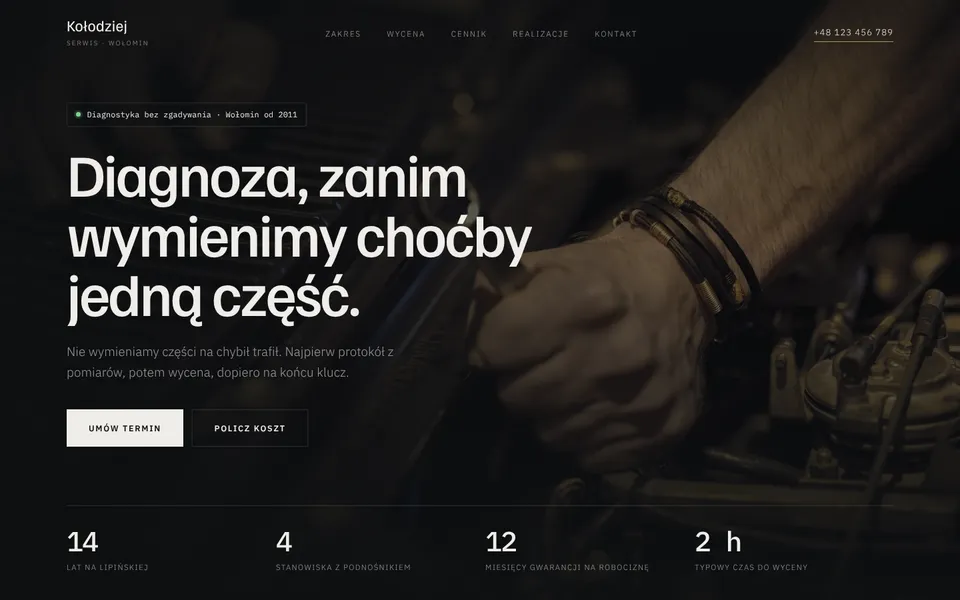 Kołodziej
SERWIS · WOŁOMIN
ZAKRES WYCENA CENNIK REALIZACJE KONTAKT
+48 123 456 789
Diagnostyka bez zgadywania · Wołomin od 2011
Diagnoza, zanim
wymienimy choćby
jedną część.
Nie wymieniamy części na chybił trafił. Najpierw protokół z
pomiarów, potem wycena, dopiero na końcu klucz.
UMÓW TERMIN POLICZ KOSZT
14 4 12 2 h
LAT NA LIPIŃSKIEJ STANOWISKA Z PODNOŚNIKIEM MIESIĘCY GWARANCJI NA ROBOCIZNĘ TYPOWY CZAS DO WYCENY